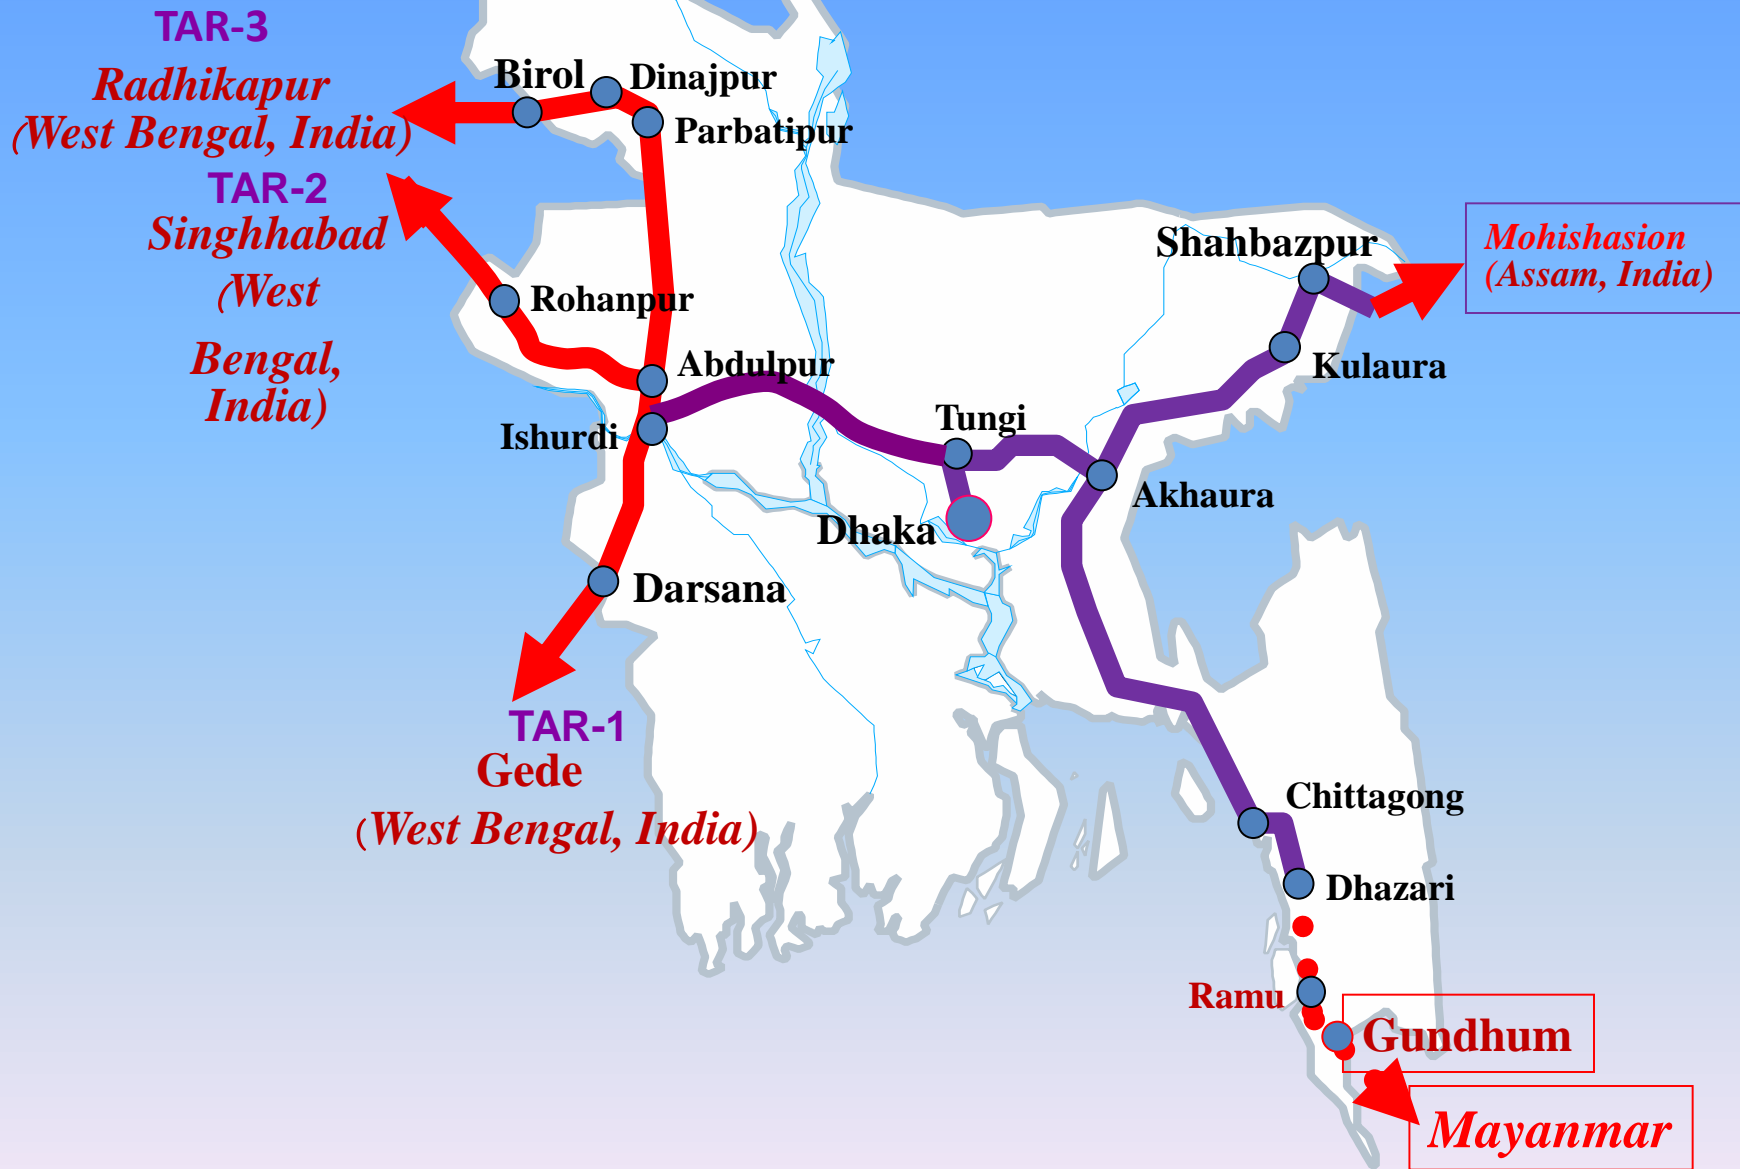 TAR-3
Radhikapur
(West Bengal, India)
Birol
Dinajpur
Parbatipur
TAR-2
Singhhabad
(West
Bengal,
India)
Rohanpur
Shahbazpur
Mohishasion
(Assam, India)
Kulaura
Abdulpur
Ishurdi
Tungi
Akhaura
Dhaka
Darsana
TAR-1
Gede
(West Bengal, India)
Chittagong
Dhazari
Ramu
Gundhum
Mayanmar